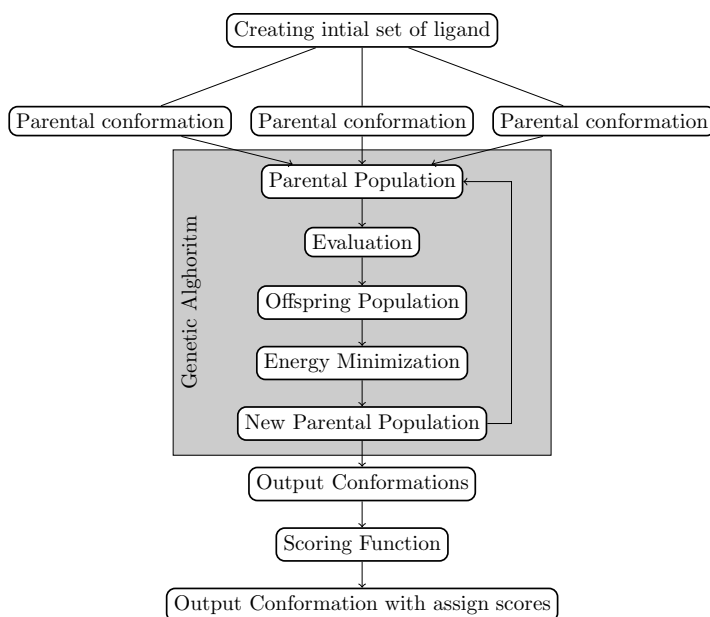 Creating intial set of ligand
Parental conformation
Parental conformation
Parental conformation
Parental Population
Evaluation
Offspring Population
Energy Minimization
New Parental Population
Genetic Alghoritm
Output Conformations
Scoring Function
Output Conformation with assign scores